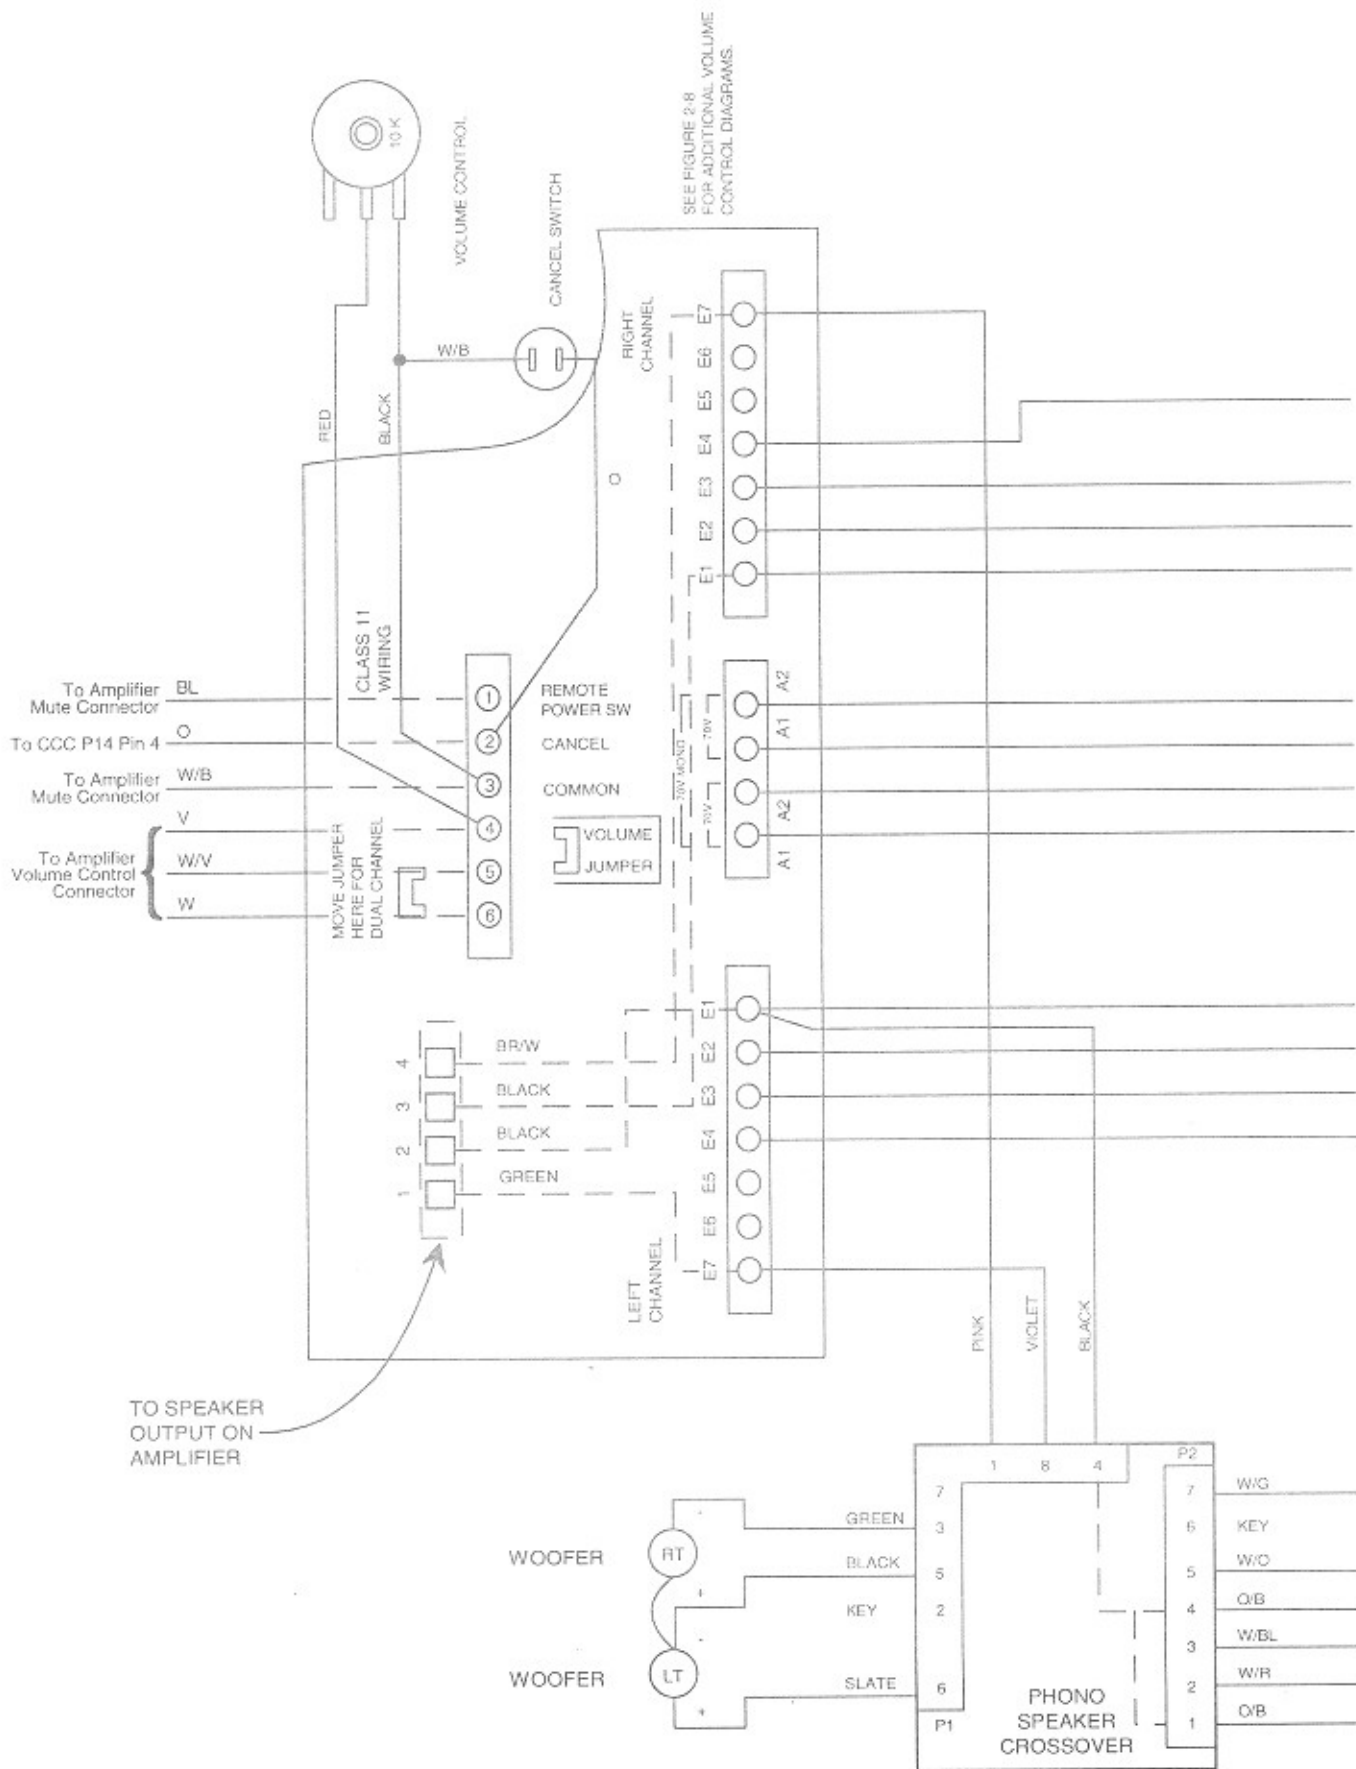 SEE FIGURE 2-8
FOR ADDITIONAL VOLUME
CONTROL DIAGRAMS.
10 K
VOLUME CONTROL
CANCEL SWITCH
W/B
RED
BLACK
RIGHT
CHANNEL
E7
E6
E5
E4
E3
E2
E1
O
CLASS 11
WIRING
To Amplifier
Mute Connector
BL
To CCC P14 Pin 4
O
To Amplifier
Mute Connector
W/B
V
To Amplifier
Volume Control
Connector
W/V
W
1
2
3
4
5
6
REMOTE
POWER SW
CANCEL
COMMON
VOLUME
JUMPER
MOVE JUMPER
HERE FOR
DUAL CHANNEL
70V MONO
70V
70V
A2
A1
A2
A1
4
3
2
1
BR/W
BLACK
BLACK
GREEN
E1
E2
E3
E4
E5
E6
E7
LEFT
CHANNEL
PINK
VIOLET
BLACK
TO SPEAKER
OUTPUT ON
AMPLIFIER
1 8 4
P2
7
3
5
2
6
P1
WOOFER
RT
-
+
WOOFER
LT
-
+
GREEN
BLACK
KEY
SLATE
PHONO
SPEAKER
CROSSOVER
7 W/G
6 KEY
5 W/O
4 O/B
3 W/BL
2 W/R
1 O/B